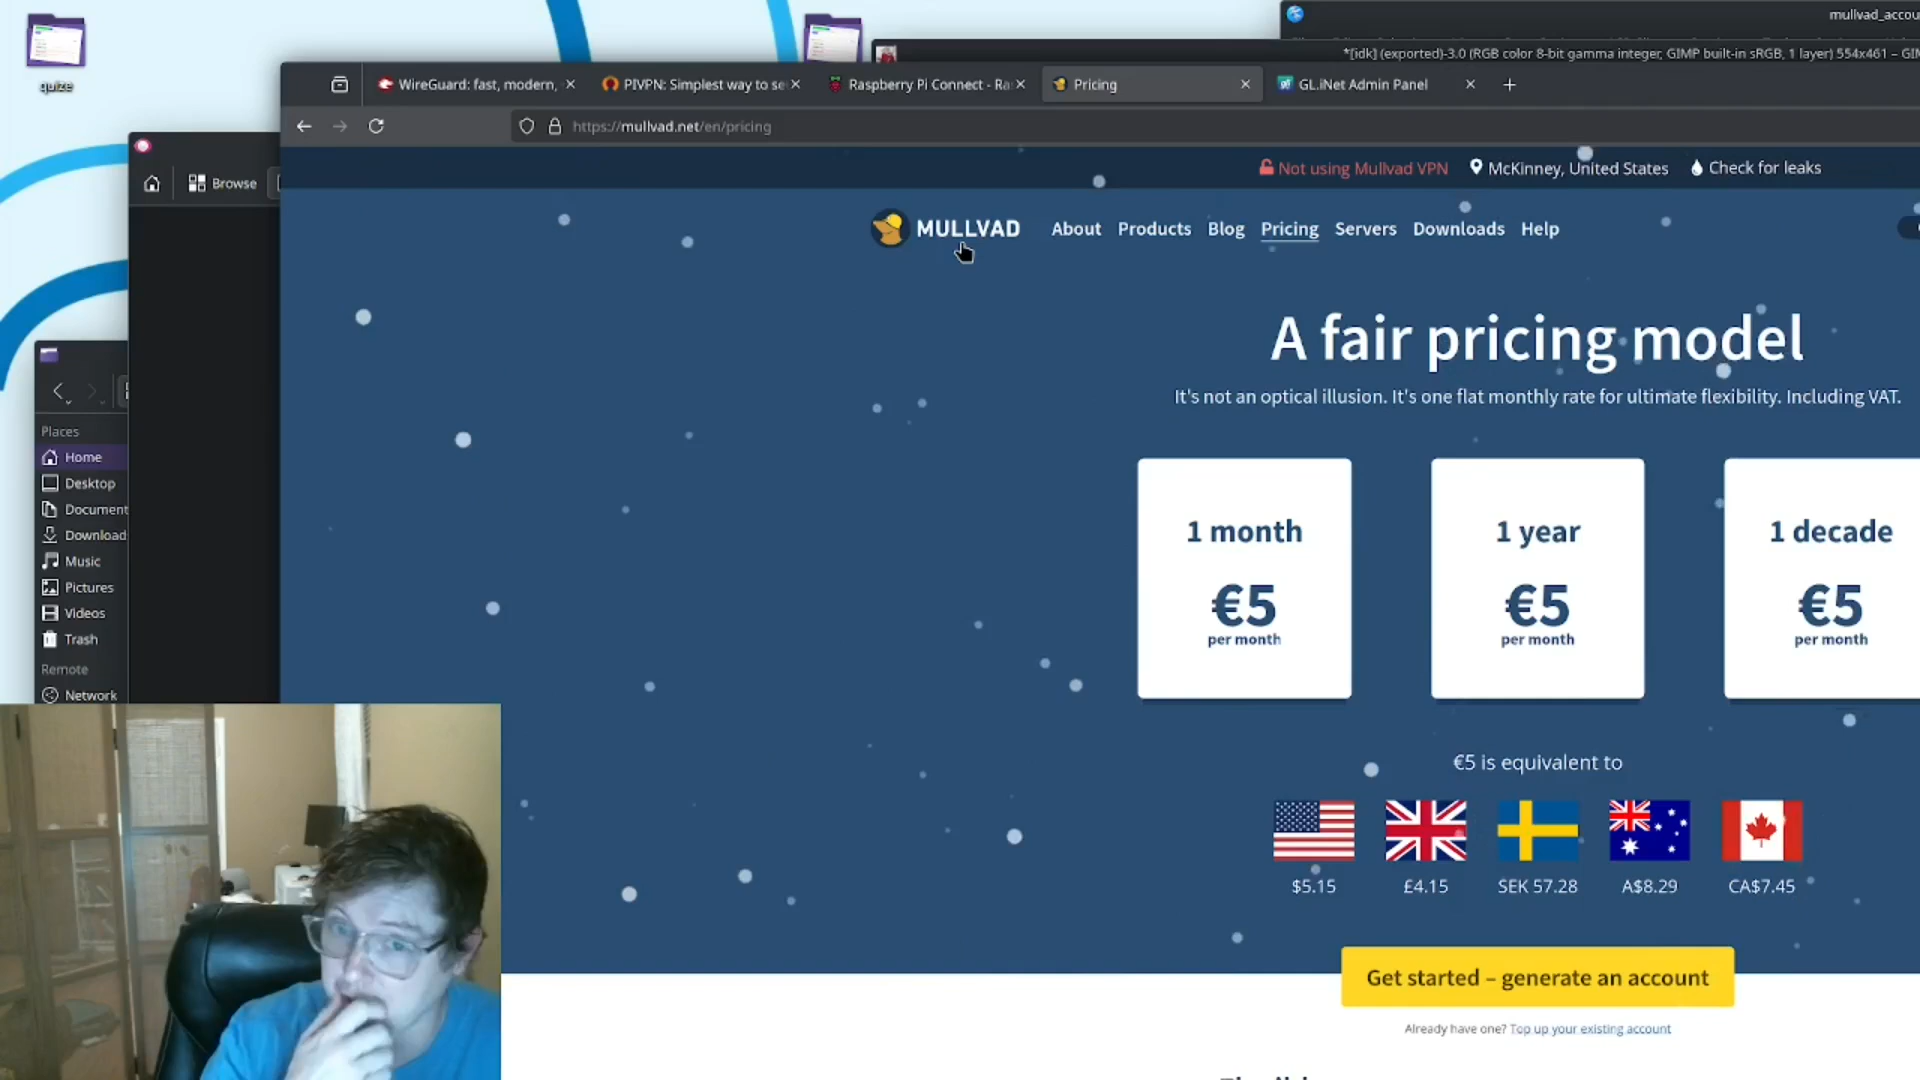 quize
mullvad_accou
*[idk] (exported)-3.0 (RGB color 8-bit gamma integer, GIMP built-in sRGB, 1 layer) 554x461 – GI
WireGuard: fast, modern,
PIVPN: Simplest way to se
Raspberry Pi Connect - Ra
Pricing
GL.iNet Admin Panel
https://mullvad.net/en/pricing
Browse
Not using Mullvad VPN
McKinney, United States
Check for leaks
MULLVAD
About
Products
Blog
Pricing
Servers
Downloads
Help
A fair pricing model
It's not an optical illusion. It's one flat monthly rate for ultimate flexibility. Including VAT.
1 month
€5
per month
1 year
€5
per month
1 decade
€5
per month
€5 is equivalent to
$5.15
£4.15
SEK 57.28
A$8.29
CA$7.45
Get started – generate an account
Already have one? Top up your existing account
Places
Home
Desktop
Document
Download
Music
Pictures
Videos
Trash
Remote
Network